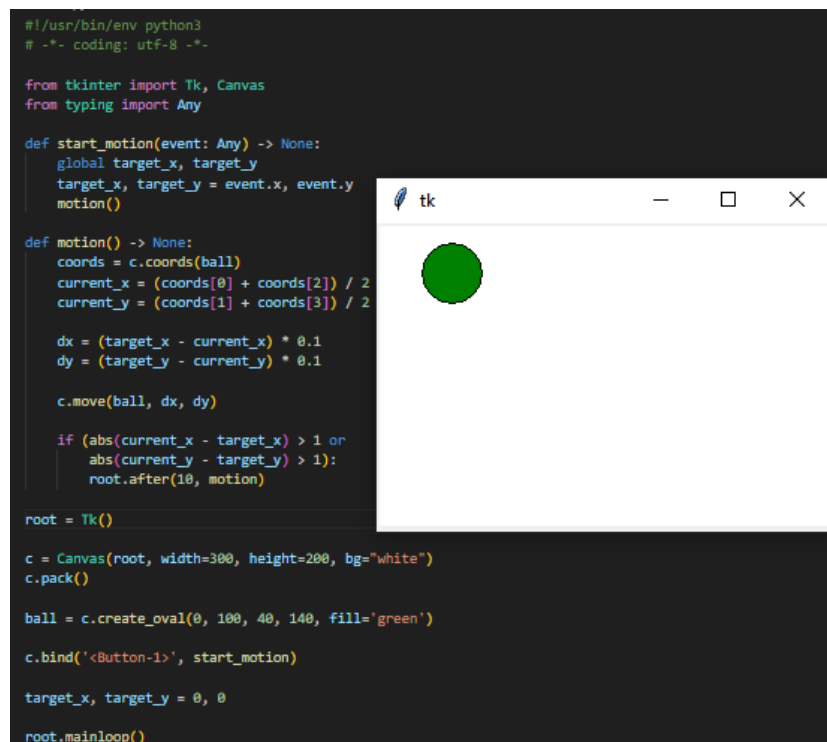 #!/usr/bin/env python3
# -*- coding: utf-8 -*-
from tkinter import Tk, Canvas
from typing import Any
def start_motion(event: Any) -> None:
    global target_x, target_y
    target_x, target_y = event.x, event.y
    motion()
def motion() -> None:
    coords = c.coords(ball)
    current_x = (coords[0] + coords[2]) / 2
    current_y = (coords[1] + coords[3]) / 2
    dx = (target_x - current_x) * 0.1
    dy = (target_y - current_y) * 0.1
    c.move(ball, dx, dy)
    if (abs(current_x - target_x) > 1 or
        abs(current_y - target_y) > 1):
        root.after(10, motion)
root = Tk()
c = Canvas(root, width=300, height=200, bg="white")
c.pack()
ball = c.create_oval(0, 100, 40, 140, fill='green')
c.bind('<Button-1>', start_motion)
target_x, target_y = 0, 0
root.mainloop()
tk